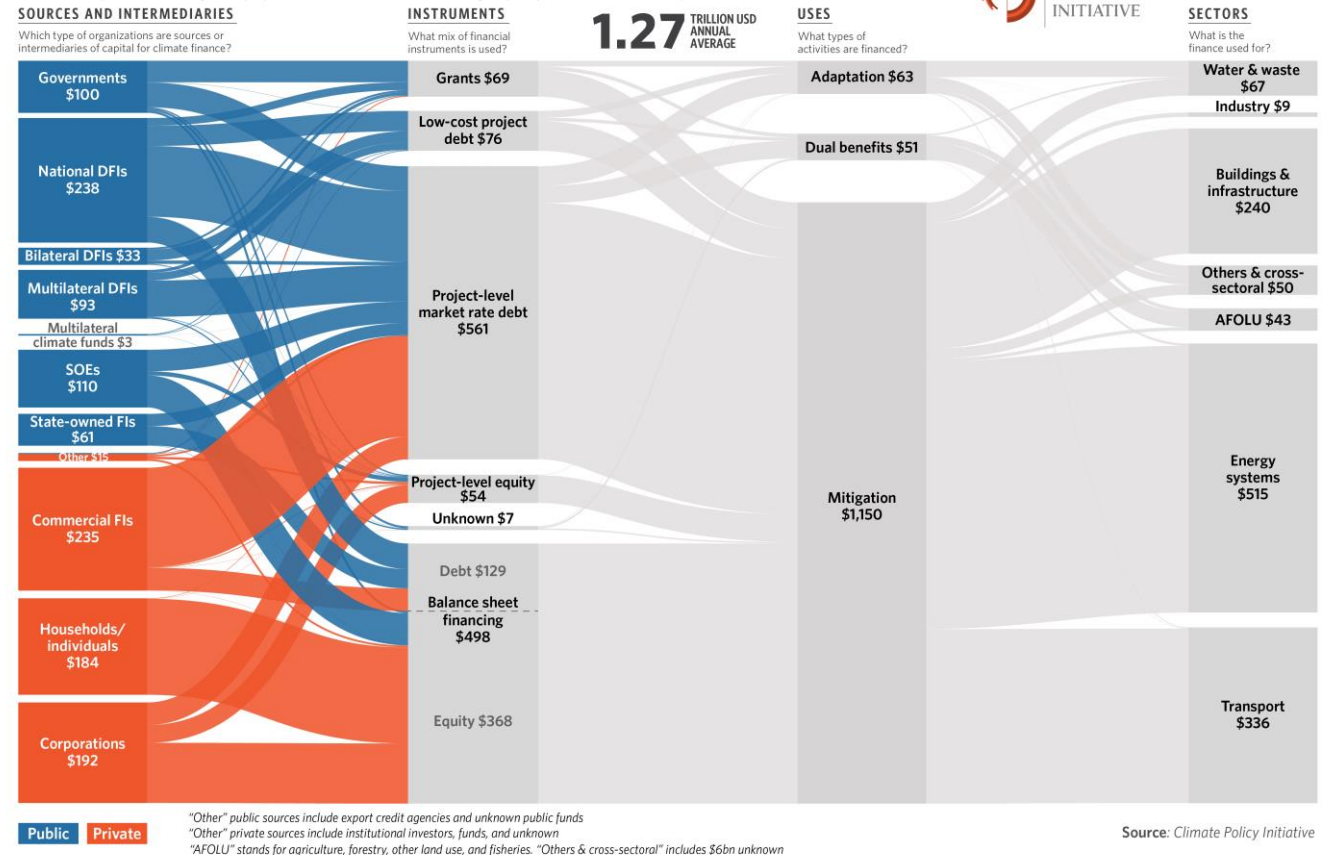 SOURCES AND INTERMEDIARIES
Which type of organizations are sources or
intermediaries of capital for climate finance?
INSTRUMENTS
What mix of financial
instruments is used?
1.27 TRILLION USD
ANNUAL
AVERAGE
USES
What types of
activities are financed?
INITIATIVE
SECTORS
What is the
finance used for?
Governments
$100
National DFIs
$238
Bilateral DFIs $33
Multilateral DFIs
$93
Multilateral
climate funds $3
SOEs
$110
State-owned FIs
$61
Other $15
Commercial FIs
$235
Households/
individuals
$184
Corporations
$192
Grants $69
Low-cost project
debt $76
Project-level
market rate debt
$561
Project-level equity
$54
Unknown $7
Debt $129
Balance sheet
financing
$498
Equity $368
Adaptation $63
Dual benefits $51
Mitigation
$1,150
Water & waste
$67
Industry $9
Buildings &
infrastructure
$240
Others & cross-
sectoral $50
AFOLU $43
Energy
systems
$515
Transport
$336
Public Private
"Other" public sources include export credit agencies and unknown public funds
"Other" private sources include institutional investors, funds, and unknown
"AFOLU" stands for agriculture, forestry, other land use, and fisheries. "Others & cross-sectoral" includes $6bn unknown
Source: Climate Policy Initiative